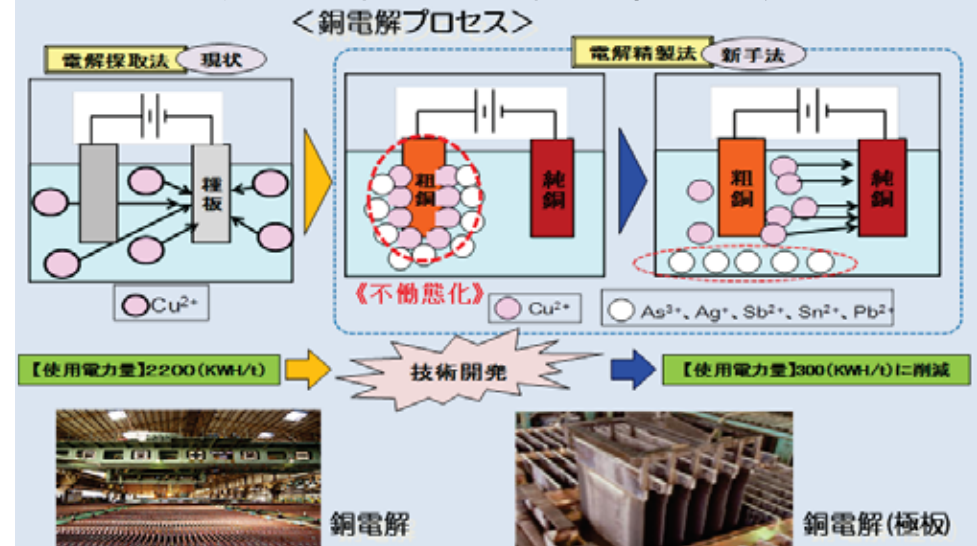 ＜銅電解プロセス＞
電解採取法 現状
電解精製法 新手法
種板
粗銅
純銅
粗銅
純銅
《不働態化》
Cu²⁺
Cu²⁺
As³⁺、Ag⁺、Sb²⁺、Sn²⁺、Pb²⁺
【使用電力量】2200(KWH/t)
技術開発
【使用電力量】300(KWH/t)に削減
銅電解
銅電解(極板)